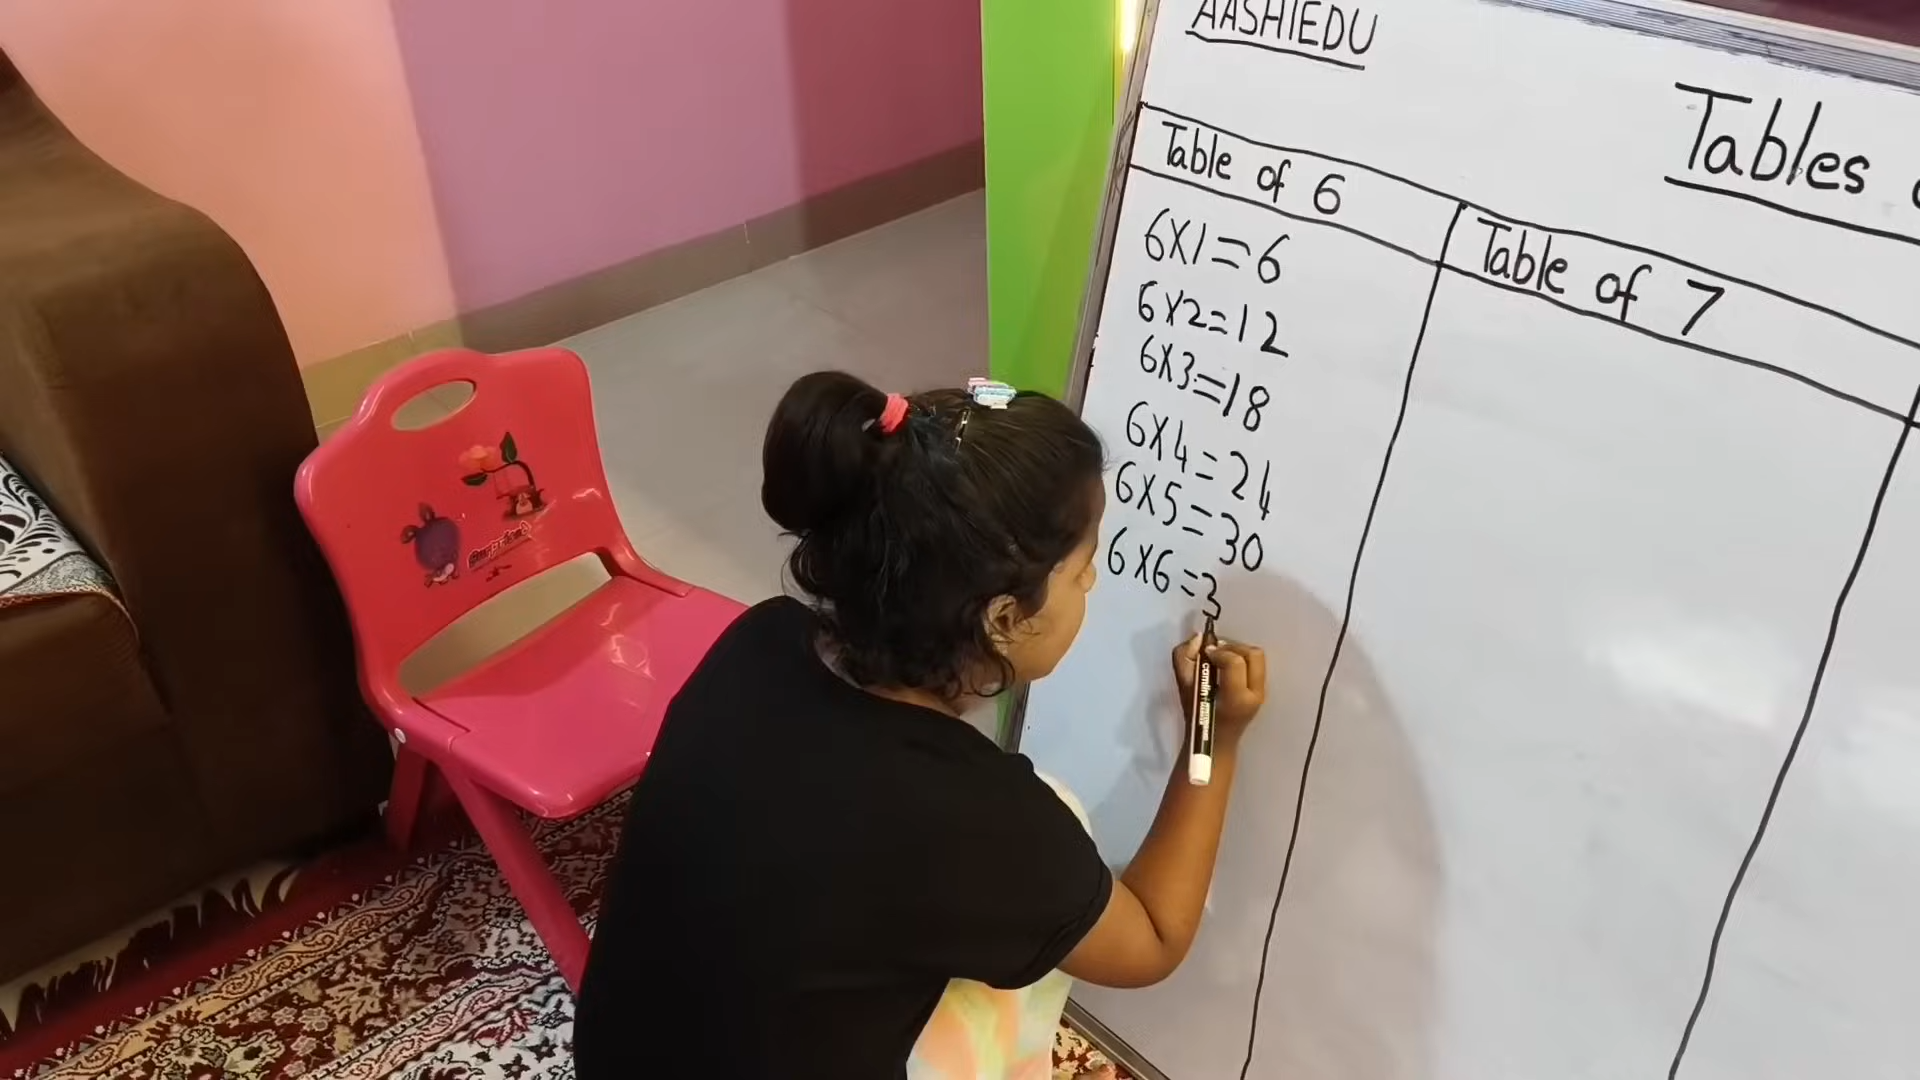 AASHIEDU
Tables
Table of 6
6X1=6
6X2=12
6X3=18
6X4=24
6X5=30
6X6=3
Table of 7
camlin